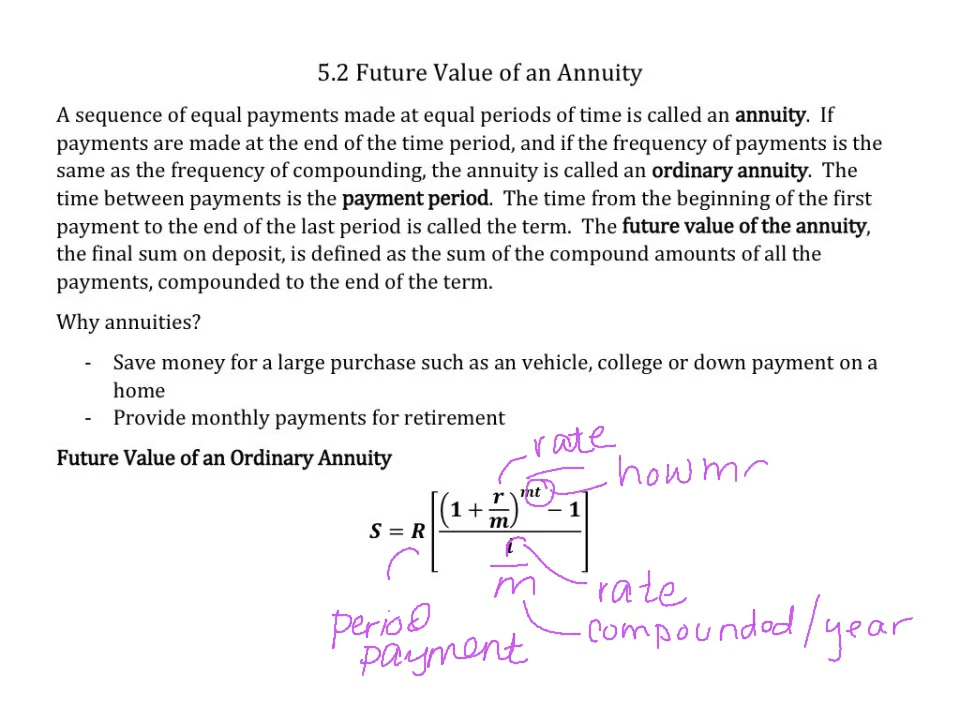 5.2 Future Value of an Annuity
A sequence of equal payments made at equal periods of time is called an annuity. If
payments are made at the end of the time period, and if the frequency of payments is the
same as the frequency of compounding, the annuity is called an ordinary annuity. The
time between payments is the payment period. The time from the beginning of the first
payment to the end of the last period is called the term. The future value of the annuity,
the final sum on deposit, is defined as the sum of the compound amounts of all the
payments, compounded to the end of the term.
Why annuities?
- Save money for a large purchase such as an vehicle, college or down payment on a
home
- Provide monthly payments for retirement
rate
Future Value of an Ordinary Annuity
how m
S = R [((1 + r/m)^mt − 1)/i]
r
m
rate
period
compounded/year
payment